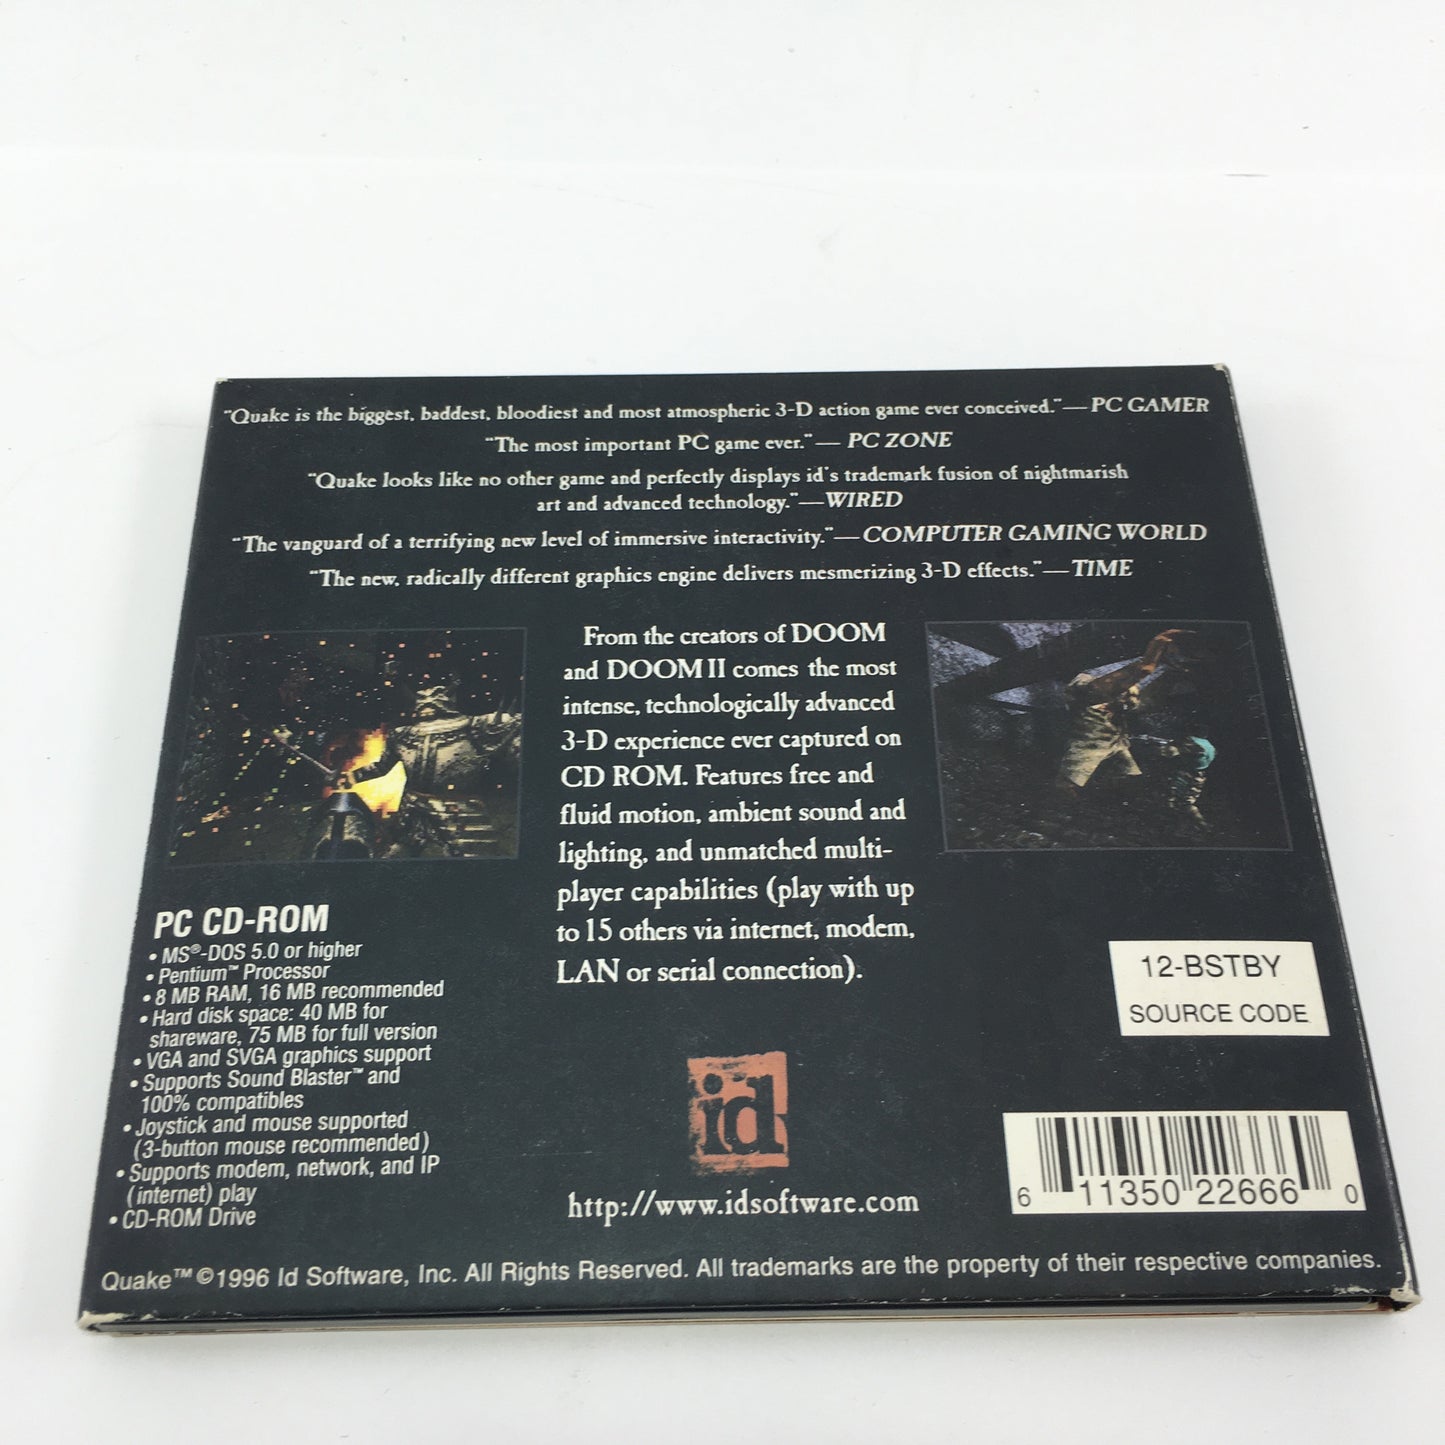 "Quake is the biggest, baddest, bloodiest and most atmospheric 3-D action game ever conceived."—PC GAMER
"The most important PC game ever."— PC ZONE
"Quake looks like no other game and perfectly displays id's trademark fusion of nightmarish
art and advanced technology."—WIRED
"The vanguard of a terrifying new level of immersive interactivity."—COMPUTER GAMING WORLD
"The new, radically different graphics engine delivers mesmerizing 3-D effects."—TIME
From the creators of DOOM
and DOOM II comes the most
intense, technologically advanced
3-D experience ever captured on
CD ROM. Features free and
fluid motion, ambient sound and
lighting, and unmatched multi-
player capabilities (play with up
to 15 others via internet, modem,
LAN or serial connection).
PC CD-ROM
• MS®-DOS 5.0 or higher
• Pentium™ Processor
• 8 MB RAM, 16 MB recommended
• Hard disk space: 40 MB for
shareware, 75 MB for full version
• VGA and SVGA graphics support
• Supports Sound Blaster™ and
100% compatibles
• Joystick and mouse supported
(3-button mouse recommended)
• Supports modem, network, and IP
(internet) play
• CD-ROM Drive
12-BSTBY
SOURCE CODE
id
http://www.idsoftware.com
6 11350 22666 0
Quake™ ©1996 Id Software, Inc. All Rights Reserved. All trademarks are the property of their respective companies.